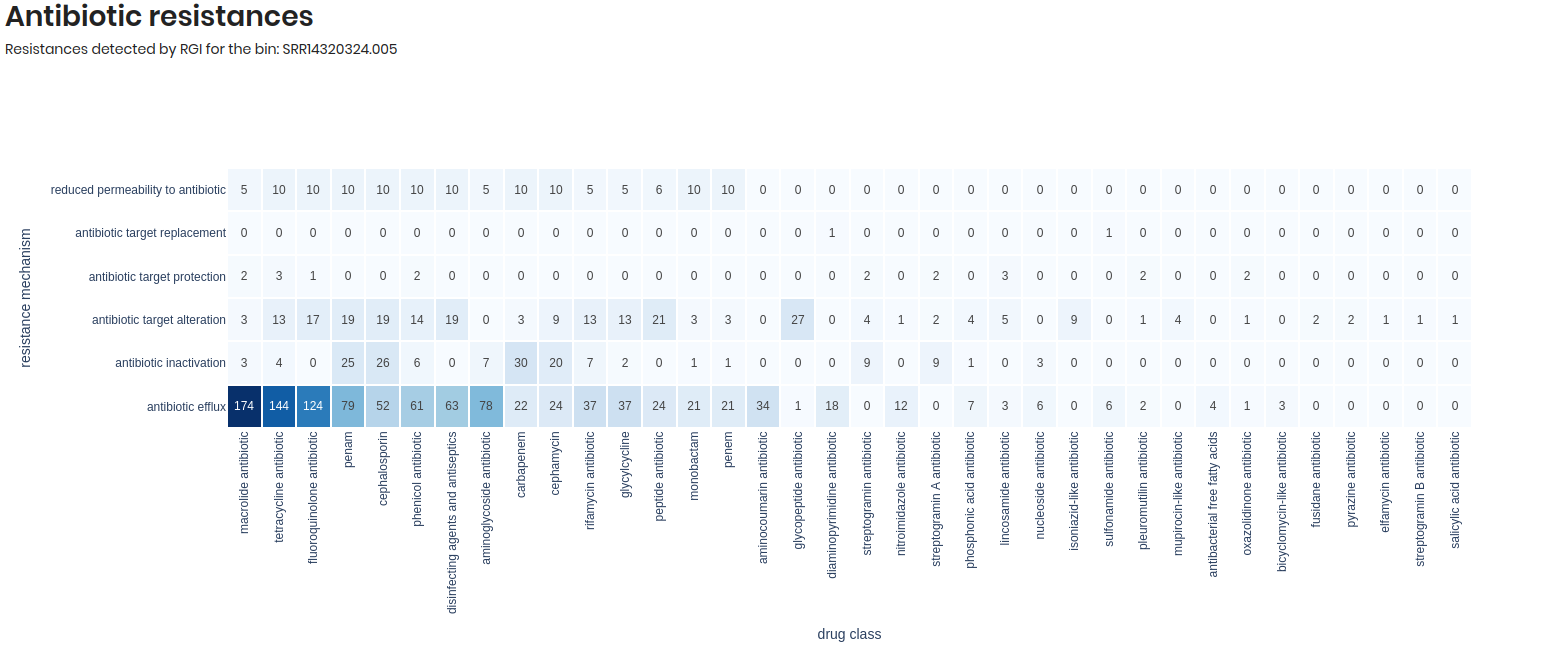 Antibiotic resistances
Resistances detected by RGI for the bin: SRR14320324.005
resistance mechanism
reduced permeability to antibiotic 5 10 10 10 10 10 10 5 10 10 5 5 6 10 10 0 0 0 0 0 0 0 0 0 0 0 0 0 0 0 0 0 0 0 0 0
antibiotic target replacement 0 0 0 0 0 0 0 0 0 0 0 0 0 0 0 0 0 1 0 0 0 0 0 0 0 1 0 0 0 0 0 0 0 0 0 0
antibiotic target protection 2 3 1 0 0 2 0 0 0 0 0 0 0 0 0 0 0 0 2 0 2 0 3 0 0 0 2 0 0 2 0 0 0 0 0 0
antibiotic target alteration 3 13 17 19 19 14 19 0 3 9 13 13 21 3 3 0 27 0 4 1 2 4 5 0 9 0 1 4 0 1 0 2 2 1 1 1
antibiotic inactivation 3 4 0 25 26 6 0 7 30 20 7 2 0 1 1 0 0 0 9 0 9 1 0 3 0 0 0 0 0 0 0 0 0 0 0 0
antibiotic efflux 174 144 124 79 52 61 63 78 22 24 37 37 24 21 21 34 1 18 0 12 0 7 3 6 0 6 2 0 4 1 3 0 0 0 0 0
macrolide antibiotic
tetracycline antibiotic
fluoroquinolone antibiotic
penam
cephalosporin
phenicol antibiotic
disinfecting agents and antiseptics
aminoglycoside antibiotic
carbapenem
cephamycin
rifamycin antibiotic
glycylcycline
peptide antibiotic
monobactam
penem
aminocoumarin antibiotic
glycopeptide antibiotic
diaminopyrimidine antibiotic
streptogramin antibiotic
nitroimidazole antibiotic
streptogramin A antibiotic
phosphonic acid antibiotic
lincosamide antibiotic
nucleoside antibiotic
isoniazid-like antibiotic
sulfonamide antibiotic
pleuromutilin antibiotic
mupirocin-like antibiotic
antibacterial free fatty acids
oxazolidinone antibiotic
bicyclomycin-like antibiotic
fusidane antibiotic
pyrazine antibiotic
elfamycin antibiotic
streptogramin B antibiotic
salicylic acid antibiotic
drug class